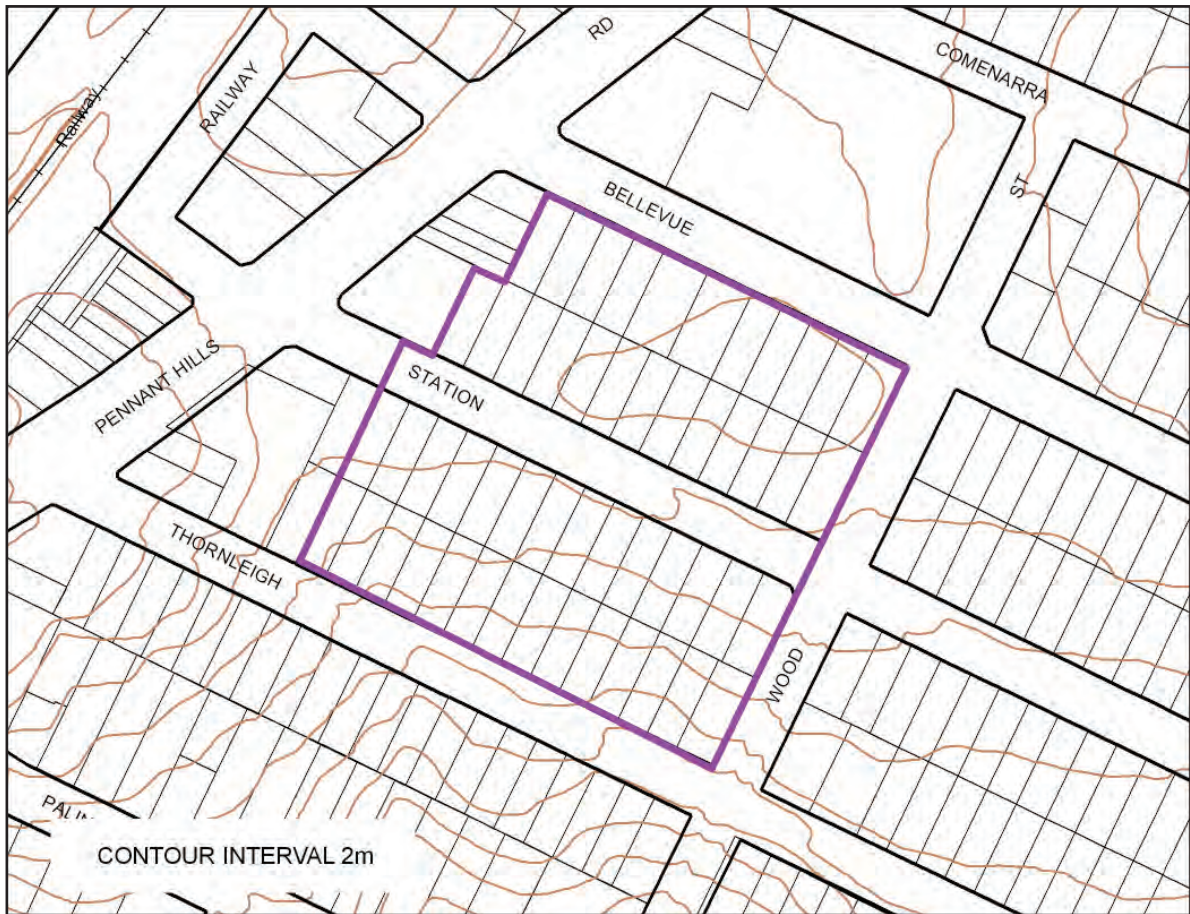 RD
COMENARRA
RAILWAY
Railway
ST
BELLEVUE
STATION
PENNANT HILLS
THORNLEIGH
WOOD
CONTOUR INTERVAL 2m